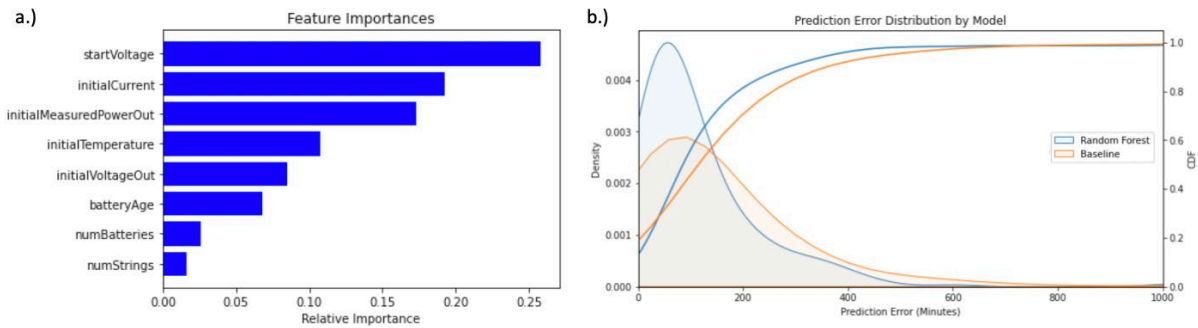 a.)
Feature Importances
startVoltage
initialCurrent
initialMeasuredPowerOut
initialTemperature
initialVoltageOut
batteryAge
numBatteries
numStrings
0.00 0.05 0.10 0.15 0.20 0.25
Relative Importance
b.)
Prediction Error Distribution by Model
Density
0.004
0.003
0.002
0.001
0.000
Random Forest
Baseline
1.0
0.8
0.6
0.4
0.2
0.0
CDF
0 200 400 600 800 1000
Prediction Error (Minutes)